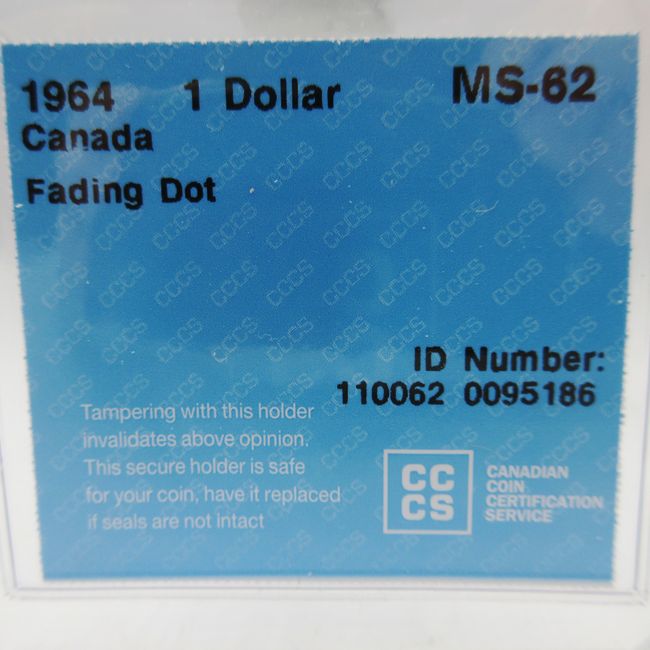 1964 1 Dollar MS-62
Canada
Fading Dot
ID Number:
110062 0095186
Tampering with this holder
invalidates above opinion.
This secure holder is safe
for your coin, have it replaced
if seals are not intact
CC
CS
CANADIAN
COIN
CERTIFICATION
SERVICE